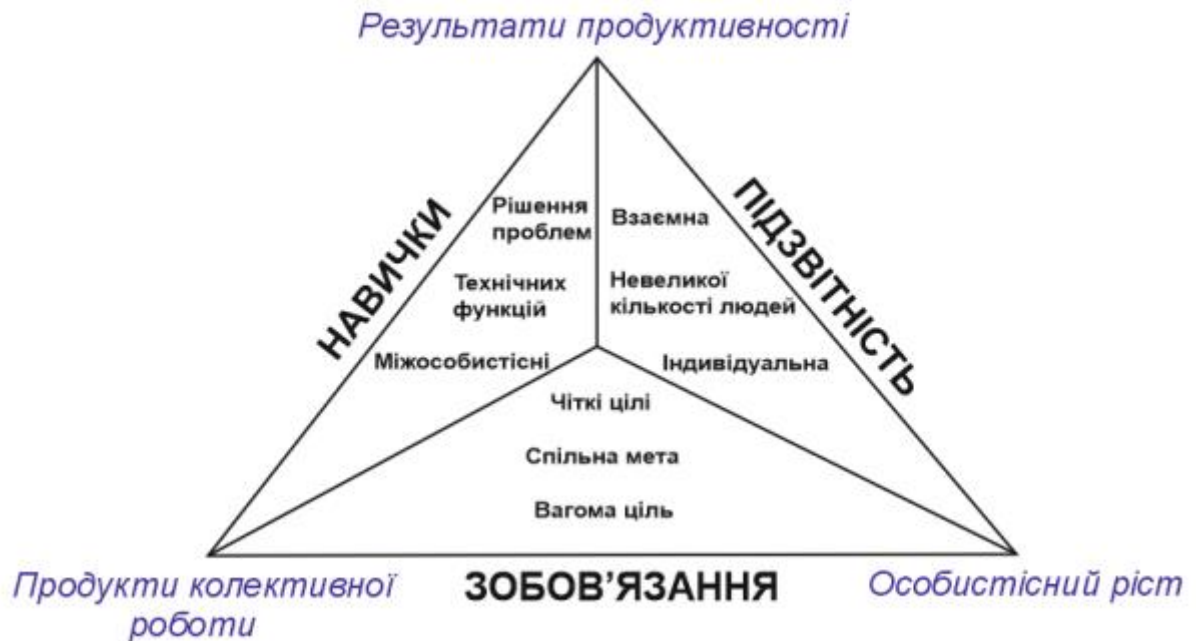 Результати продуктивності
НАВИЧКИ
Рішення
проблем
Технічних
функцій
Міжособистісні
ПІДЗВІТНІСТЬ
Взаємна
Невеликої
кількості людей
Індивідуальна
Чіткі цілі
Спільна мета
Вагома ціль
Продукти колективної
роботи
ЗОБОВ'ЯЗАННЯ
Особистісний ріст